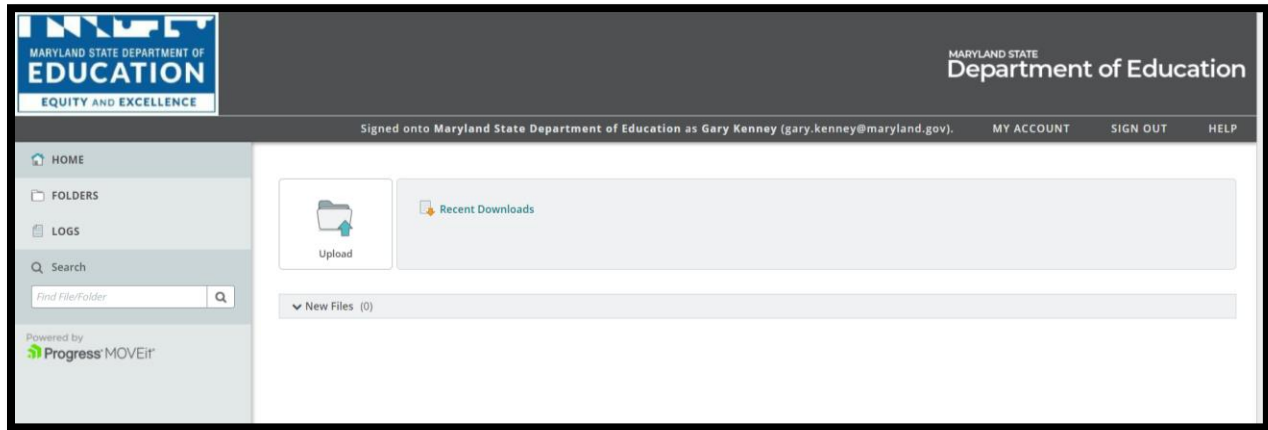 MARYLAND STATE DEPARTMENT OF
EDUCATION
EQUITY AND EXCELLENCE
MARYLAND STATE
Department of Education
Signed onto Maryland State Department of Education as Gary Kenney (gary.kenney@maryland.gov). MY ACCOUNT SIGN OUT HELP
HOME
FOLDERS
LOGS
Search
Find File/Folder
Powered by
Progress MOVEit
Upload
Recent Downloads
New Files (0)